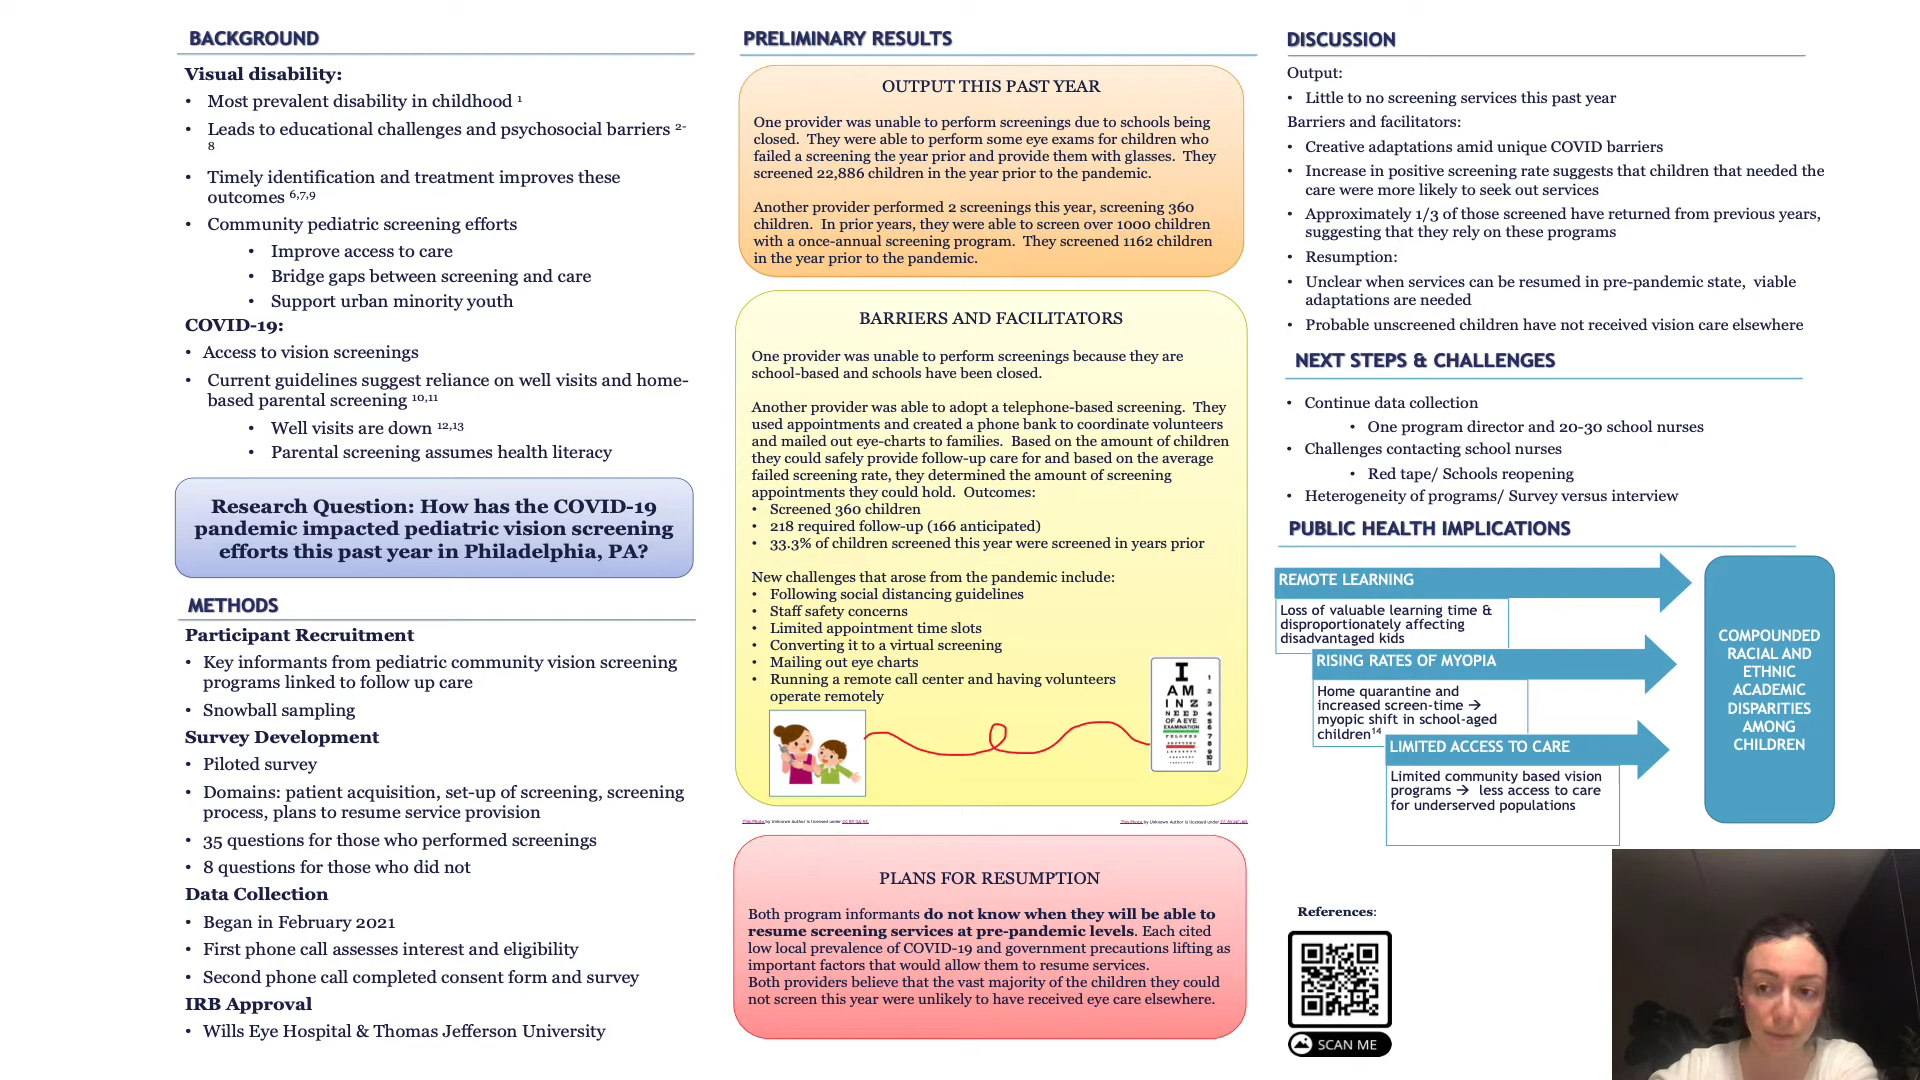 BACKGROUND
Visual disability:
• Most prevalent disability in childhood 1
• Leads to educational challenges and psychosocial barriers 2-
8
• Timely identification and treatment improves these
outcomes 6,7,9
• Community pediatric screening efforts
• Improve access to care
• Bridge gaps between screening and care
• Support urban minority youth
COVID-19:
• Access to vision screenings
• Current guidelines suggest reliance on well visits and home-
based parental screening 10,11
• Well visits are down 12,13
• Parental screening assumes health literacy
Research Question: How has the COVID-19
pandemic impacted pediatric vision screening
efforts this past year in Philadelphia, PA?
METHODS
Participant Recruitment
• Key informants from pediatric community vision screening
programs linked to follow up care
• Snowball sampling
Survey Development
• Piloted survey
• Domains: patient acquisition, set-up of screening, screening
process, plans to resume service provision
• 35 questions for those who performed screenings
• 8 questions for those who did not
Data Collection
• Began in February 2021
• First phone call assesses interest and eligibility
• Second phone call completed consent form and survey
IRB Approval
• Wills Eye Hospital & Thomas Jefferson University
PRELIMINARY RESULTS
OUTPUT THIS PAST YEAR
One provider was unable to perform screenings due to schools being
closed. They were able to perform some eye exams for children who
failed a screening the year prior and provide them with glasses. They
screened 22,886 children in the year prior to the pandemic.
Another provider performed 2 screenings this year, screening 360
children. In prior years, they were able to screen over 1000 children
with a once-annual screening program. They screened 1162 children
in the year prior to the pandemic.
BARRIERS AND FACILITATORS
One provider was unable to perform screenings because they are
school-based and schools have been closed.
Another provider was able to adopt a telephone-based screening. They
used appointments and created a phone bank to coordinate volunteers
and mailed out eye-charts to families. Based on the amount of children
they could safely provide follow-up care for and based on the average
failed screening rate, they determined the amount of screening
appointments they could hold. Outcomes:
• Screened 360 children
• 218 required follow-up (166 anticipated)
• 33.3% of children screened this year were screened in years prior
New challenges that arose from the pandemic include:
• Following social distancing guidelines
• Staff safety concerns
• Limited appointment time slots
• Converting it to a virtual screening
• Mailing out eye charts
• Running a remote call center and having volunteers
operate remotely
I 1
AM 2
INZ 3
NEED 4
OF A EYE 5
EXAMINATION 6
This Photo by Unknown Author is licensed under CC BY-SA-NC
This Photo by Unknown Author is licensed under CC BY-NC-ND
PLANS FOR RESUMPTION
Both program informants do not know when they will be able to
resume screening services at pre-pandemic levels. Each cited
low local prevalence of COVID-19 and government precautions lifting as
important factors that would allow them to resume services.
Both providers believe that the vast majority of the children they could
not screen this year were unlikely to have received eye care elsewhere.
DISCUSSION
Output:
• Little to no screening services this past year
Barriers and facilitators:
• Creative adaptations amid unique COVID barriers
• Increase in positive screening rate suggests that children that needed the
care were more likely to seek out services
• Approximately 1/3 of those screened have returned from previous years,
suggesting that they rely on these programs
• Resumption:
• Unclear when services can be resumed in pre-pandemic state, viable
adaptations are needed
• Probable unscreened children have not received vision care elsewhere
NEXT STEPS & CHALLENGES
• Continue data collection
• One program director and 20-30 school nurses
• Challenges contacting school nurses
• Red tape/ Schools reopening
• Heterogeneity of programs/ Survey versus interview
PUBLIC HEALTH IMPLICATIONS
REMOTE LEARNING
Loss of valuable learning time &
disproportionately affecting
disadvantaged kids
RISING RATES OF MYOPIA
Home quarantine and
increased screen-time →
myopic shift in school-aged
children14
LIMITED ACCESS TO CARE
Limited community based vision
programs → less access to care
for underserved populations
COMPOUNDED
RACIAL AND
ETHNIC
ACADEMIC
DISPARITIES
AMONG
CHILDREN
References:
SCAN ME